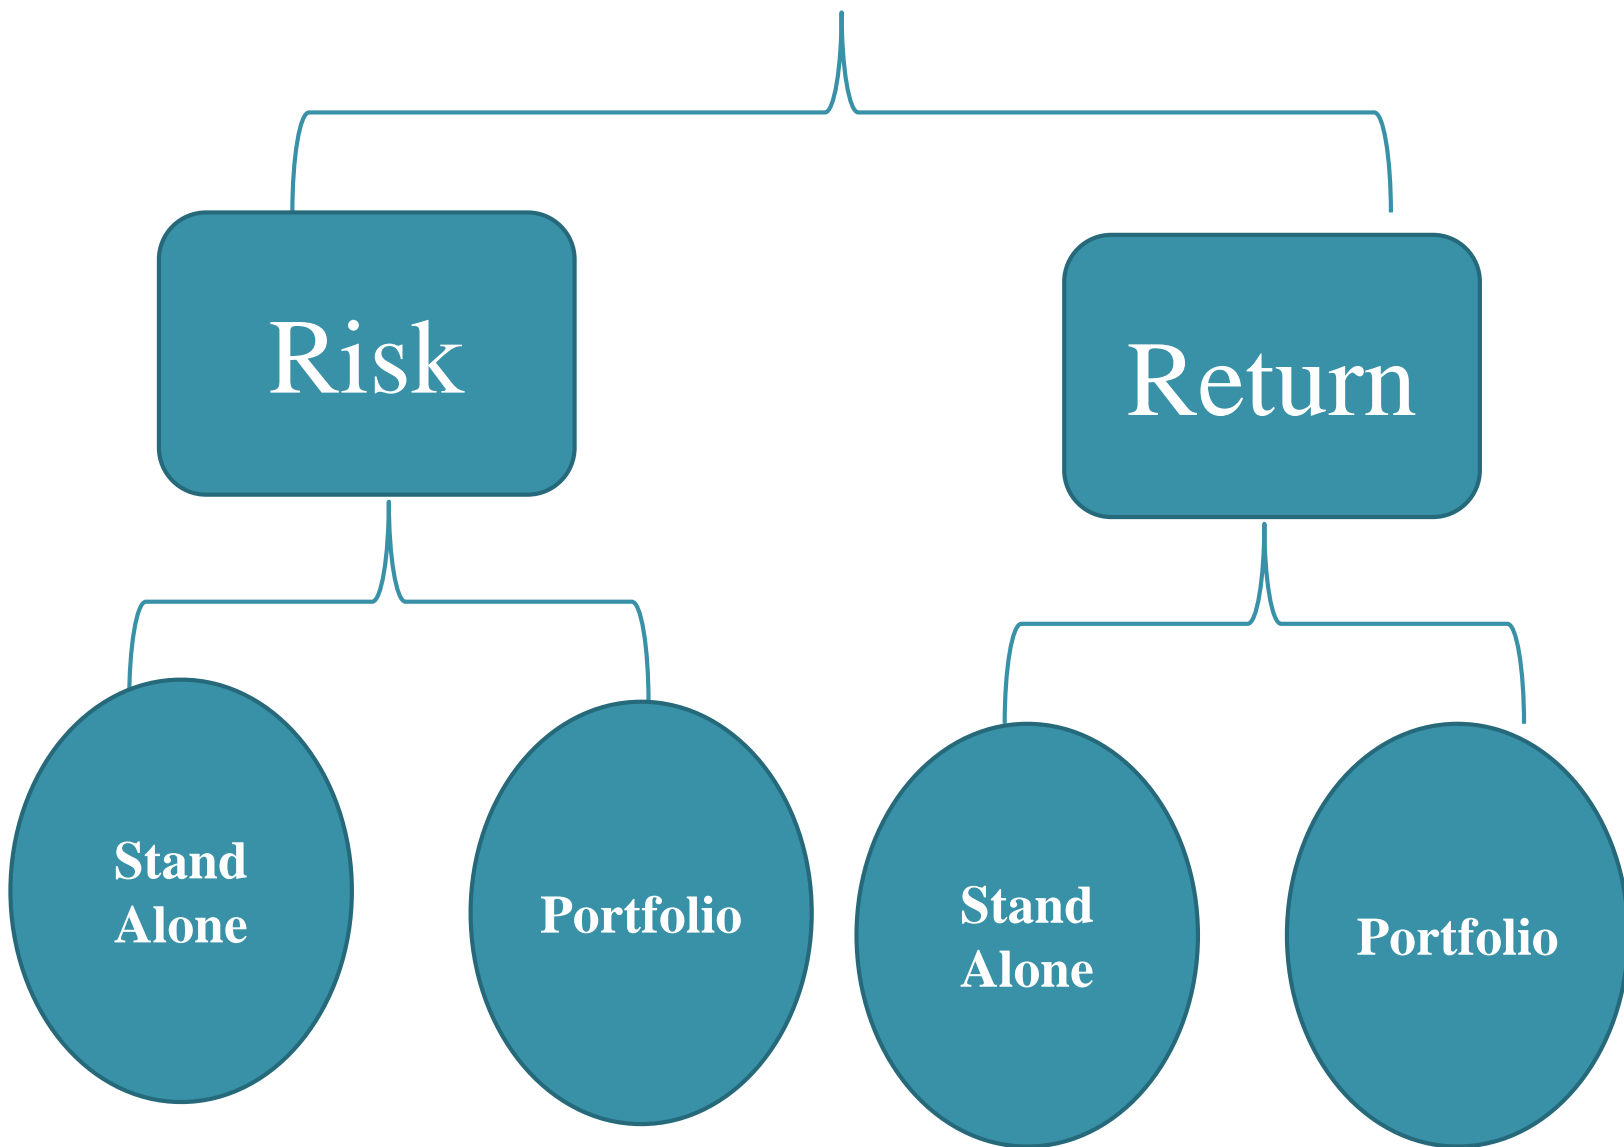 Risk
Return
Stand
Alone
Portfolio
Stand
Alone
Portfolio